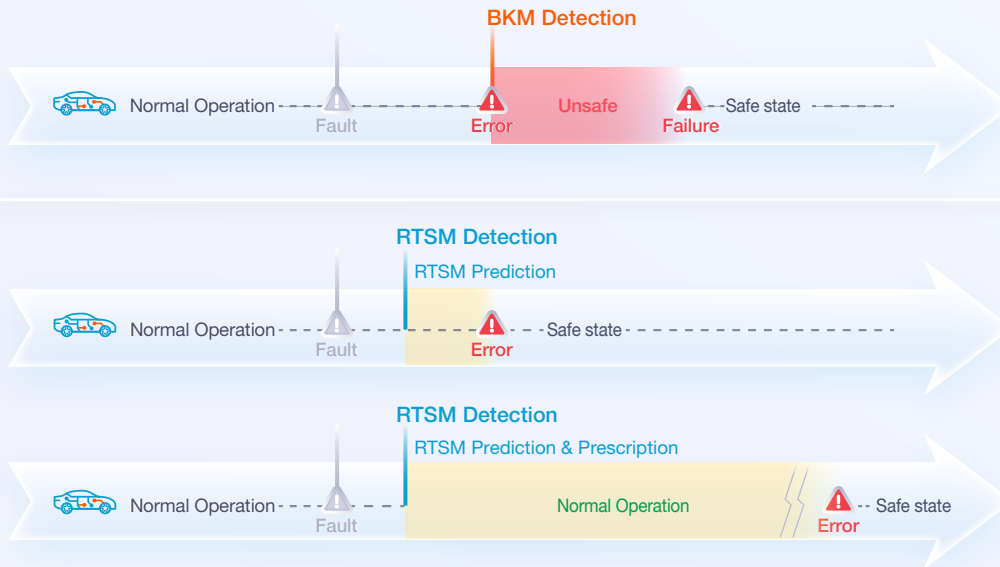 BKM Detection
Normal Operation
Fault
Error
Unsafe
Failure
Safe state
RTSM Detection
RTSM Prediction
Normal Operation
Fault
Error
Safe state
RTSM Detection
RTSM Prediction & Prescription
Normal Operation
Fault
Normal Operation
Error
Safe state